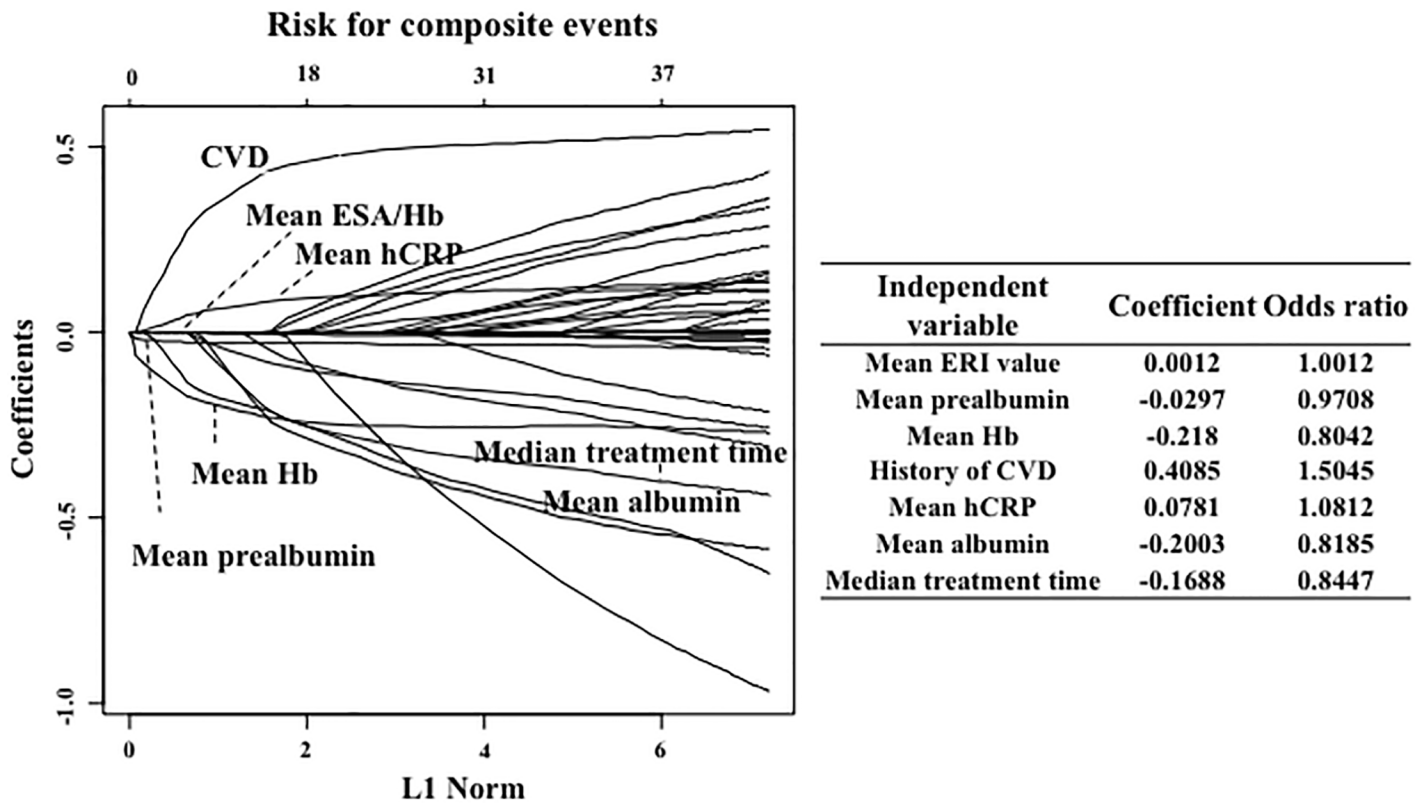 Risk for composite events
0 18 31 37
Coefficients
0.5
0.0
-0.5
-1.0
CVD
Mean ESA/Hb
Mean hCRP
Median treatment time
Mean Hb
Mean albumin
Mean prealbumin
0 2 4 6
L1 Norm
Independent
variable
Coefficient Odds ratio
Mean ERI value 0.0012 1.0012
Mean prealbumin -0.0297 0.9708
Mean Hb -0.218 0.8042
History of CVD 0.4085 1.5045
Mean hCRP 0.0781 1.0812
Mean albumin -0.2003 0.8185
Median treatment time -0.1688 0.8447